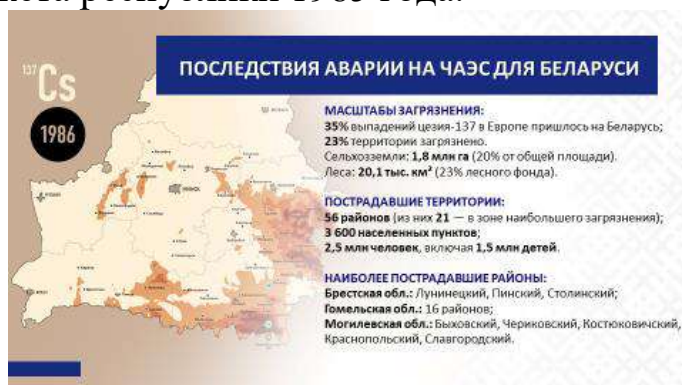 республики 1985 года.
ПОСЛЕДСТВИЯ АВАРИИ НА ЧАЭС ДЛЯ БЕЛАРУСИ
137Cs
1986
МАСШТАБЫ ЗАГРЯЗНЕНИЯ:
35% выпадений цезия-137 в Европе пришлось на Беларусь;
23% территории загрязнено.
Сельхозземли: 1,8 млн га (20% от общей площади).
Леса: 20,1 тыс. км² (23% лесного фонда).
ПОСТРАДАВШИЕ ТЕРРИТОРИИ:
56 районов (из них 21 — в зоне наибольшего загрязнения);
3 600 населенных пунктов;
2,5 млн человек, включая 1,5 млн детей.
НАИБОЛЕЕ ПОСТРАДАВШИЕ РАЙОНЫ:
Брестская обл.: Лунинецкий, Пинский, Столинский;
Гомельская обл.: 16 районов;
Могилевская обл.: Быховский, Чериковский, Костюковичский,
Краснопольский, Славгородский.